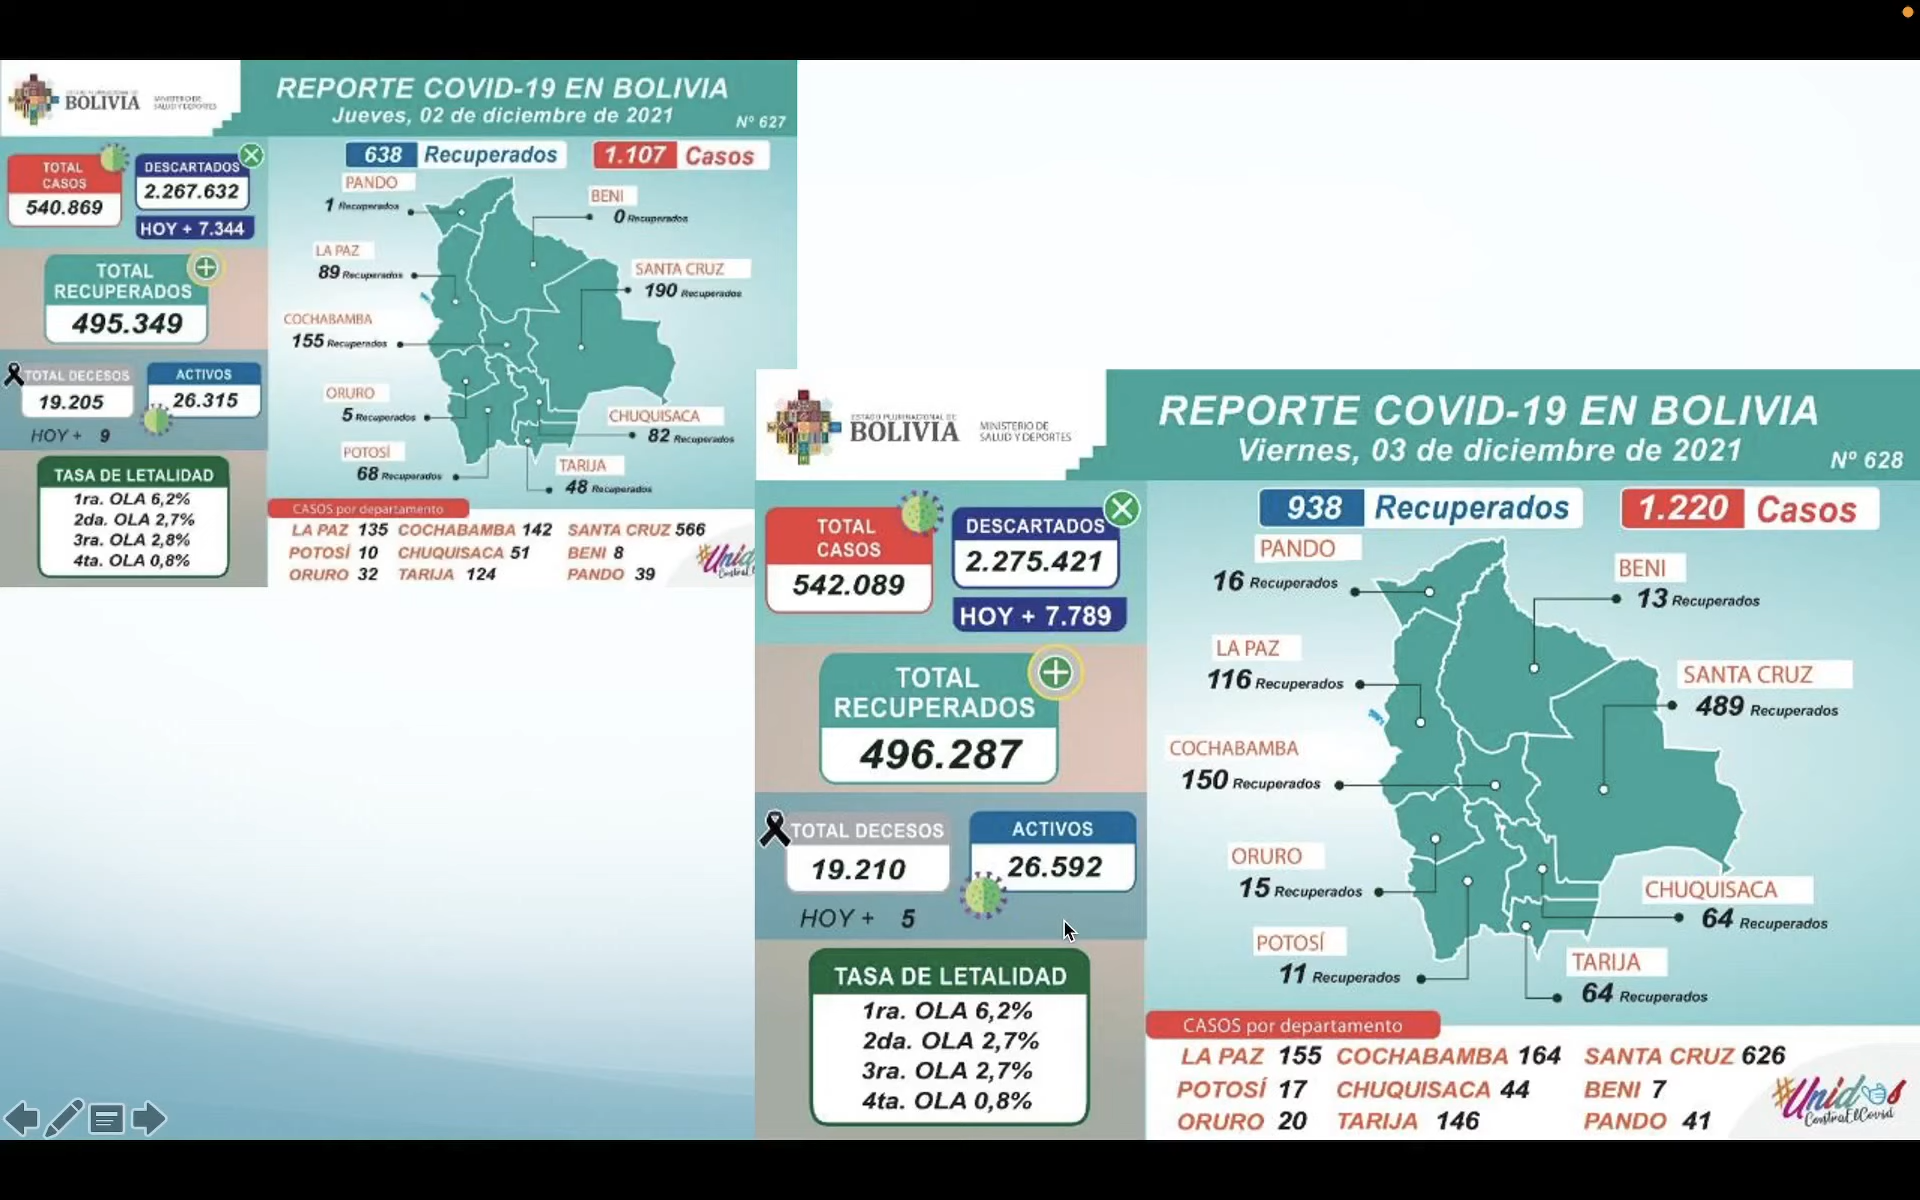 BOLIVIA
MINISTERIO DE
SALUD Y DEPORTES
REPORTE COVID-19 EN BOLIVIA
Jueves, 02 de diciembre de 2021
Nº 627
TOTAL
CASOS
540.869
DESCARTADOS
2.267.632
HOY + 7.344
TOTAL
RECUPERADOS
495.349
TOTAL DECESOS
19.205
HOY + 9
ACTIVOS
26.315
TASA DE LETALIDAD
1ra. OLA 6,2%
2da. OLA 2,7%
3ra. OLA 2,8%
4ta. OLA 0,8%
638 Recuperados
1.107 Casos
PANDO
1 Recuperados
BENI
0 Recuperados
LA PAZ
89 Recuperados
SANTA CRUZ
190 Recuperados
COCHABAMBA
155 Recuperados
ORURO
5 Recuperados
CHUQUISACA
82 Recuperados
POTOSÍ
68 Recuperados
TARIJA
48 Recuperados
CASOS por departamento
LA PAZ 135 COCHABAMBA 142 SANTA CRUZ 566
POTOSÍ 10 CHUQUISACA 51 BENI 8
ORURO 32 TARIJA 124 PANDO 39
ESTADO PLURINACIONAL DE
BOLIVIA
MINISTERIO DE
SALUD Y DEPORTES
REPORTE COVID-19 EN BOLIVIA
Viernes, 03 de diciembre de 2021
Nº 628
TOTAL
CASOS
542.089
DESCARTADOS
2.275.421
HOY + 7.789
TOTAL
RECUPERADOS
496.287
TOTAL DECESOS
19.210
HOY + 5
ACTIVOS
26.592
TASA DE LETALIDAD
1ra. OLA 6,2%
2da. OLA 2,7%
3ra. OLA 2,7%
4ta. OLA 0,8%
938 Recuperados
1.220 Casos
PANDO
16 Recuperados
BENI
13 Recuperados
LA PAZ
116 Recuperados
SANTA CRUZ
489 Recuperados
COCHABAMBA
150 Recuperados
ORURO
15 Recuperados
CHUQUISACA
64 Recuperados
POTOSÍ
11 Recuperados
TARIJA
64 Recuperados
CASOS por departamento
LA PAZ 155 COCHABAMBA 164 SANTA CRUZ 626
POTOSÍ 17 CHUQUISACA 44 BENI 7
ORURO 20 TARIJA 146 PANDO 41
#Unidos
ContraElCovid